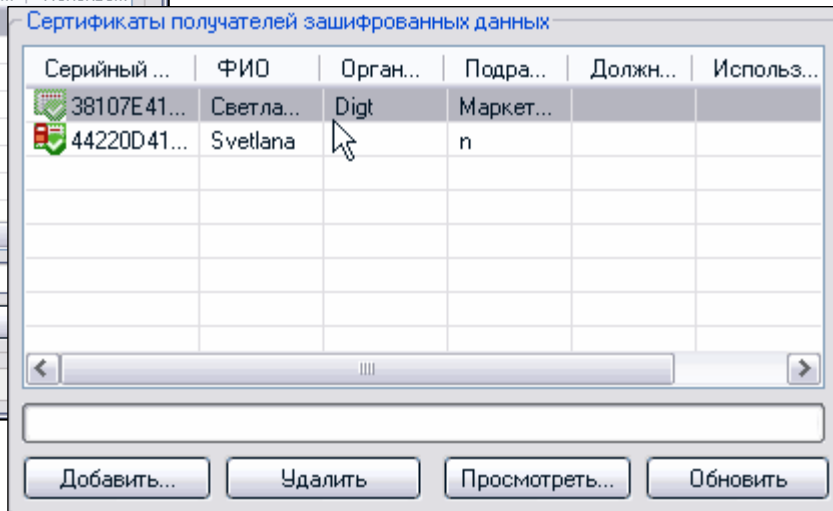 Сертификаты получателей зашифрованных данных
Серийный ... ФИО Орган... Подра... Должн... Использ...
38107E41... Светла... Digt Маркет...
44220D41... Svetlana n
Добавить... Удалить Просмотреть... Обновить